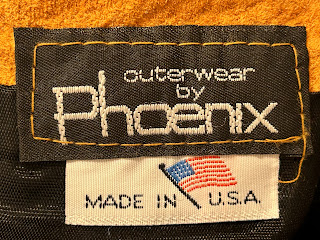 outerwear
by
Phoenix
MADE IN U.S.A.